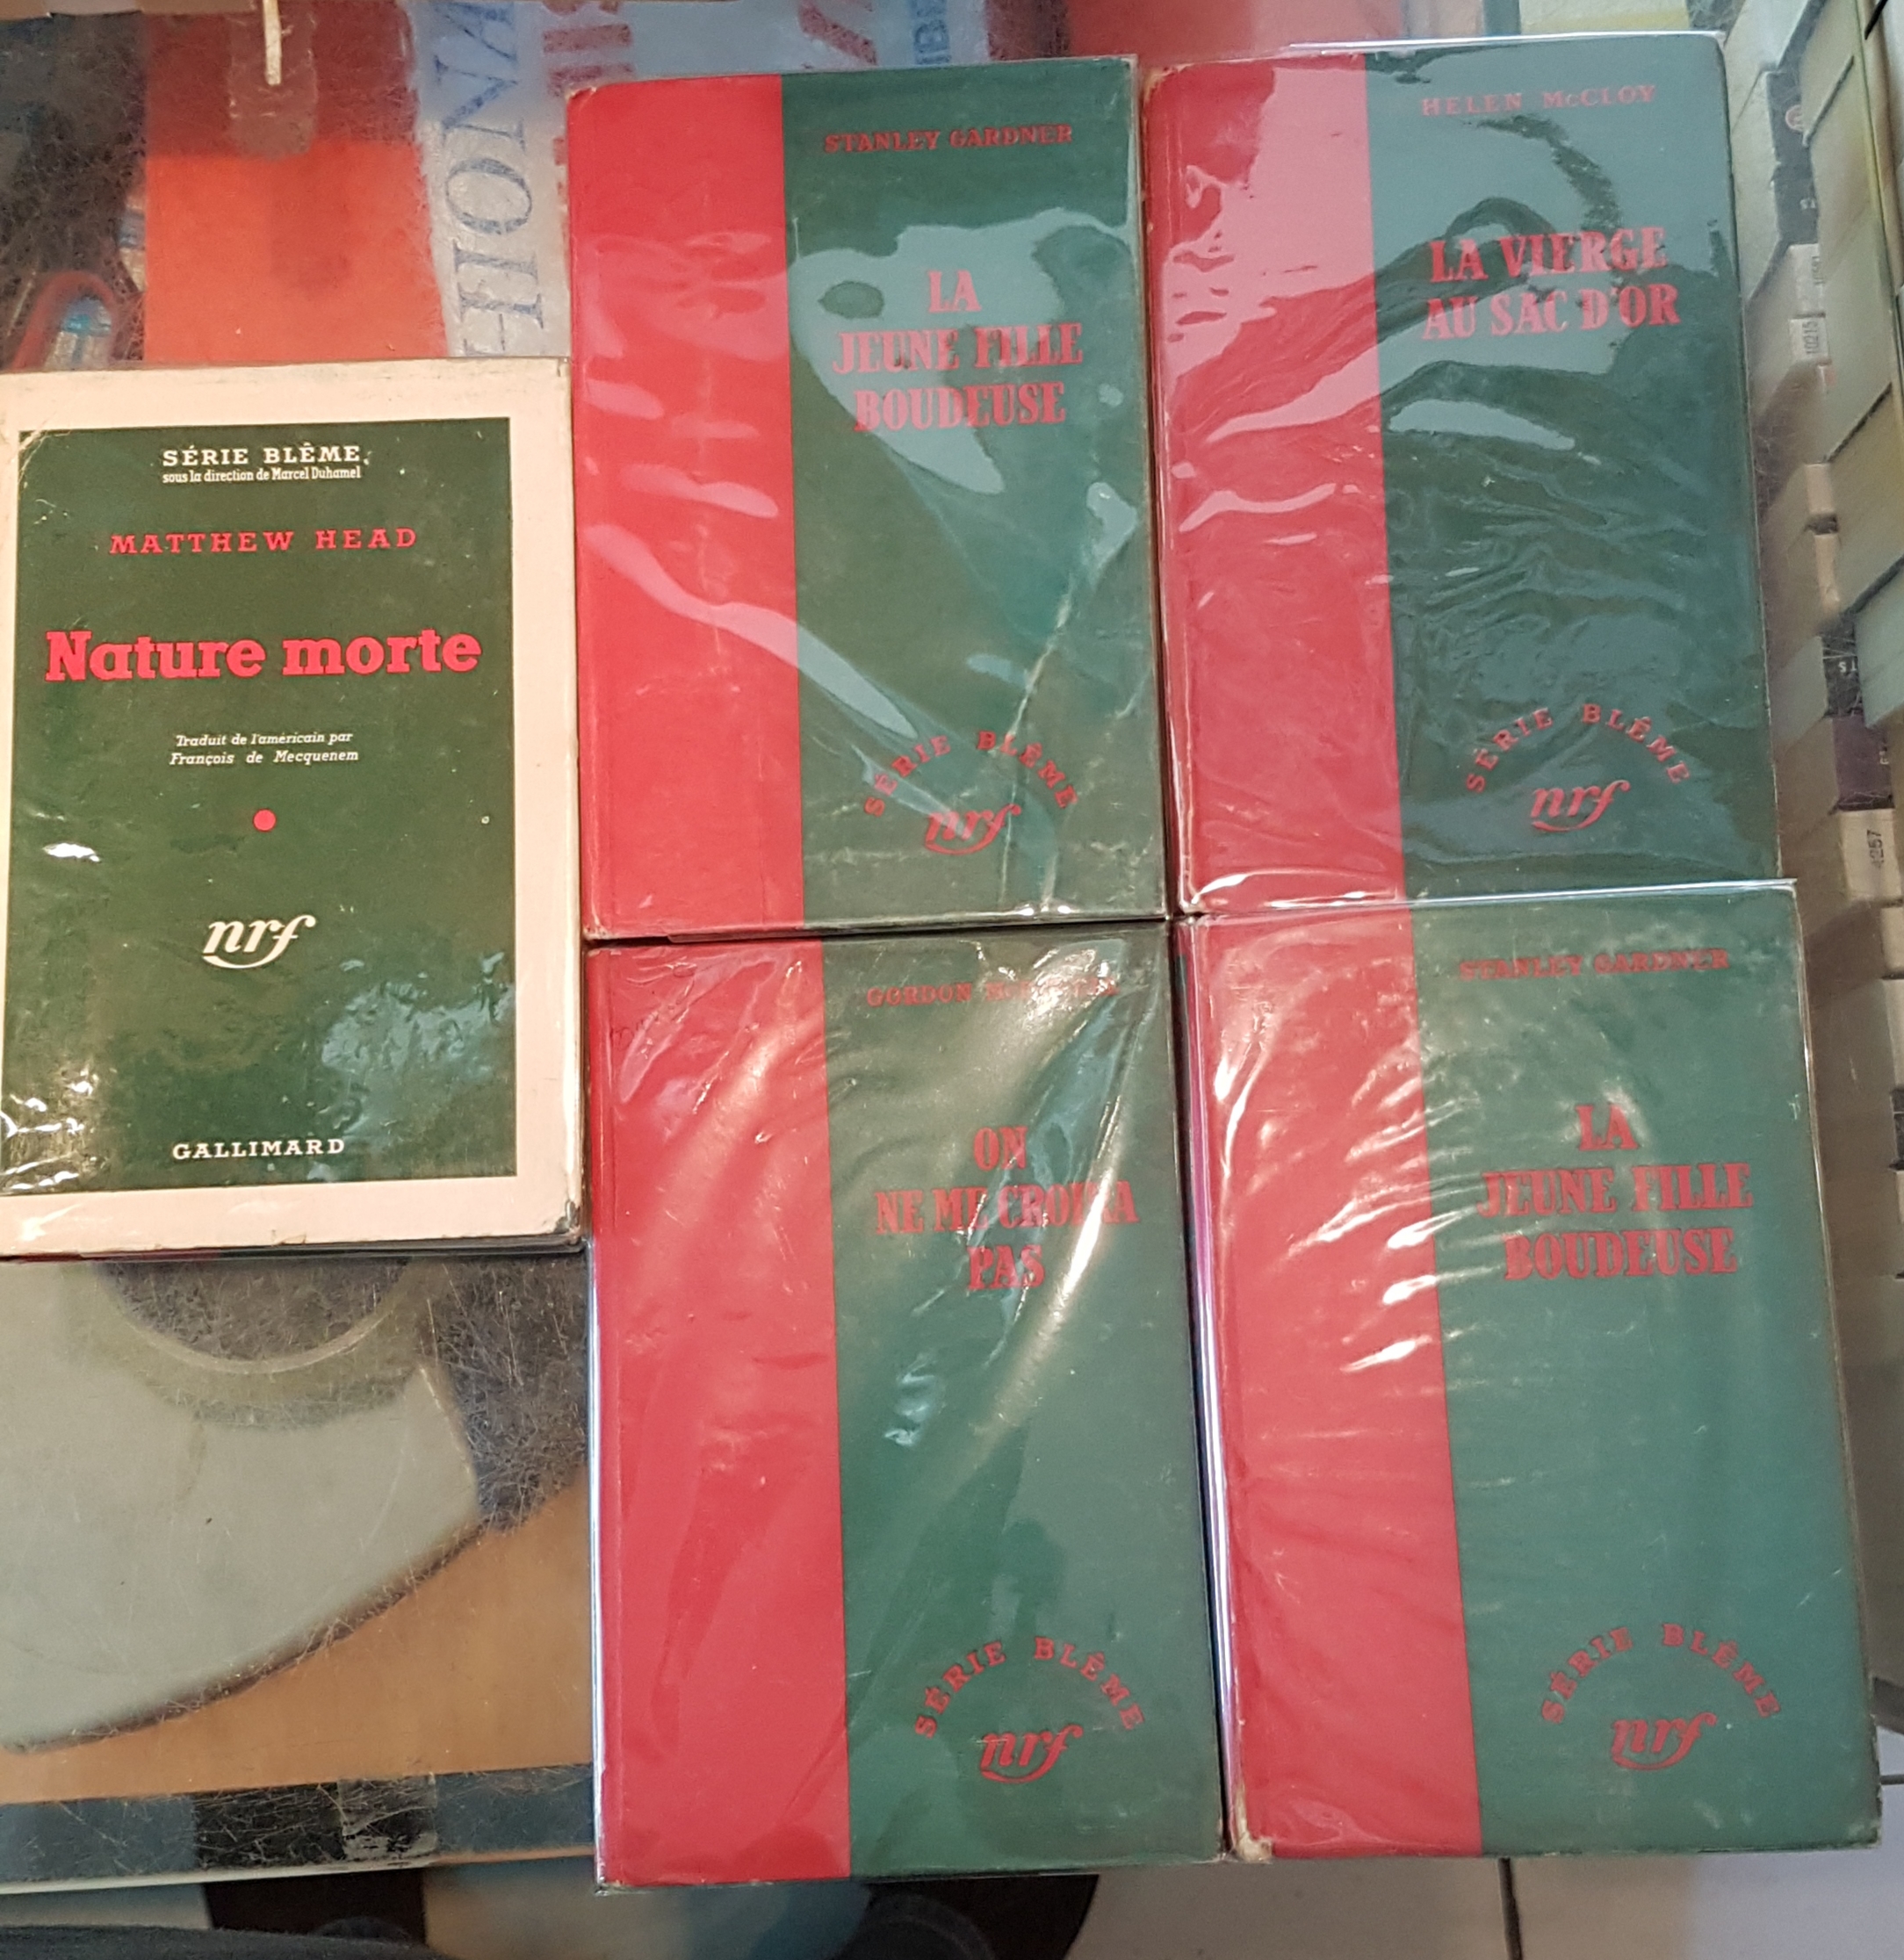 SÉRIE BLÊME
sous la direction de Marcel Duhamel
MATTHEW HEAD
Nature morte
Traduit de l'américain par
François de Mecquenem
nrf
GALLIMARD
STANLEY GARDNER
LA
JEUNE FILLE
BOUDEUSE
SÉRIE BLÊME
nrf
HELEN McCLOY
LA VIERGE
AU SAC D'OR
SÉRIE BLÊME
nrf
GORDON
ON
NE ME CROIRA
PAS
SÉRIE BLÊME
nrf
STANLEY GARDNER
LA
JEUNE FILLE
BOUDEUSE
SÉRIE BLÊME
nrf
10215